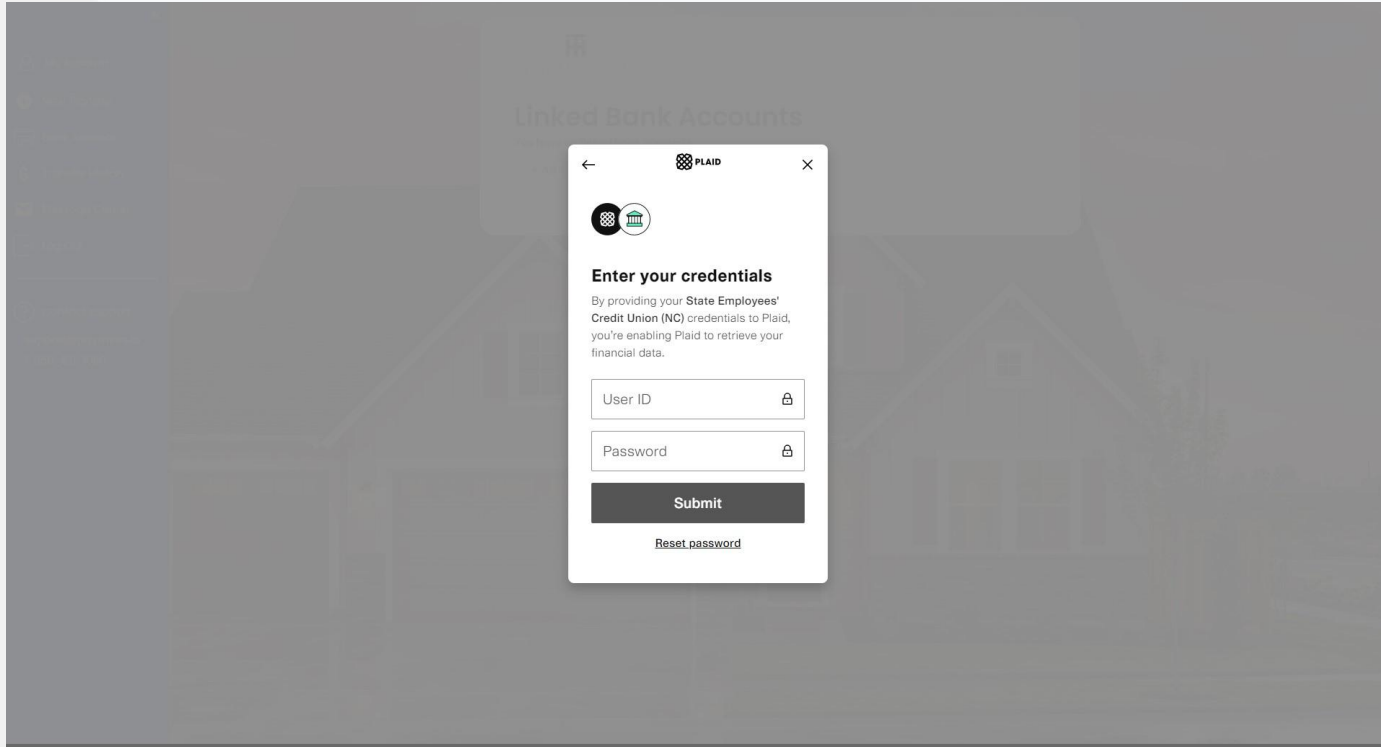 Linked Bank Accounts
PLAID
Enter your credentials
By providing your State Employees'
Credit Union (NC) credentials to Plaid,
you're enabling Plaid to retrieve your
financial data.
User ID
Password
Submit
Reset password